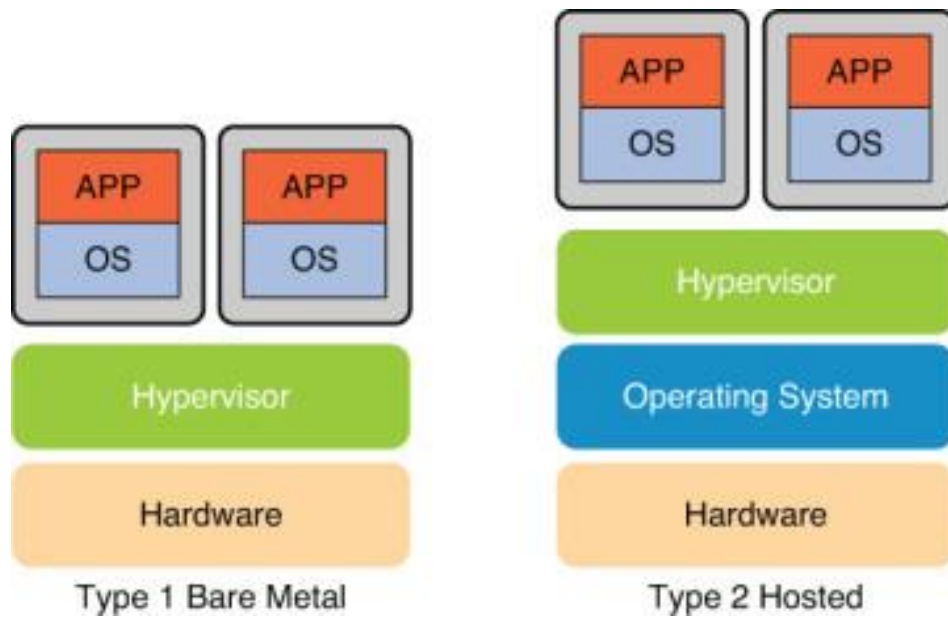 APP
OS
APP
OS
Hypervisor
Hardware
Type 1 Bare Metal
APP
OS
APP
OS
Hypervisor
Operating System
Hardware
Type 2 Hosted